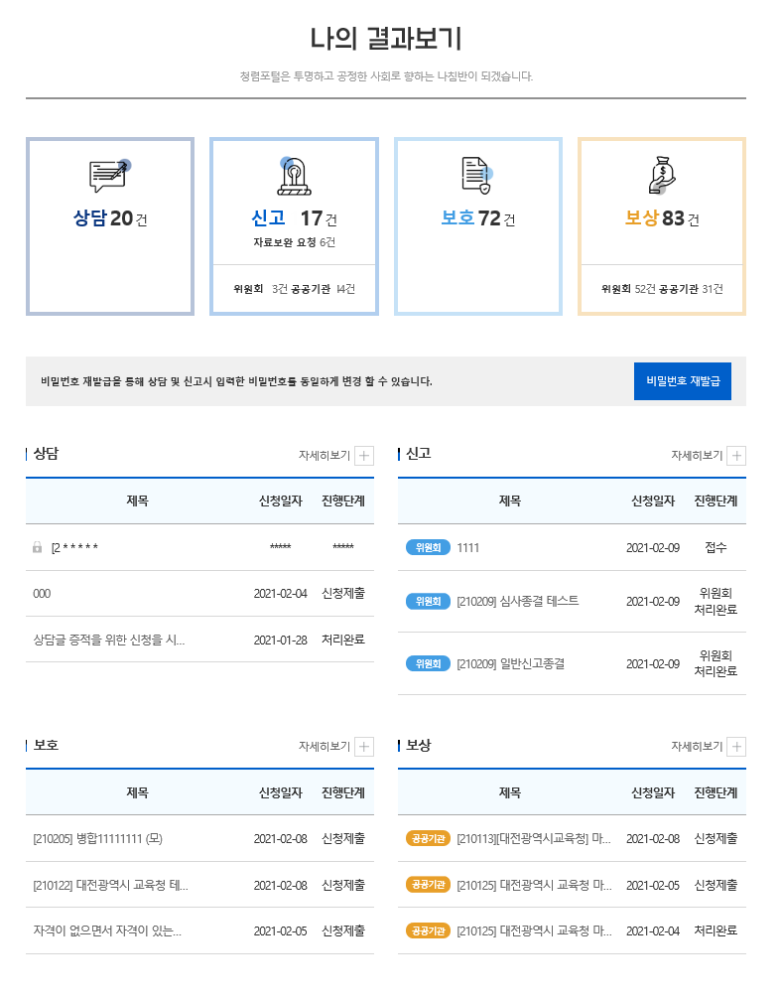 나의 결과보기
청렴포털은 투명하고 공정한 사회로 향하는 나침반이 되겠습니다.
상담 20 건
신고 17 건
자료보완 요청 6건
위원회 3건 공공기관 14건
보호 72 건
보상 83 건
위원회 52건 공공기관 31건
비밀번호 재발급을 통해 상담 및 신고시 입력한 비밀번호를 동일하게 변경 할 수 있습니다.
비밀번호 재발급
상담 자세히보기
제목 신청일자 진행단계
[2 * * * * * ***** *****
000 2021-02-04 신청제출
상담글 증적을 위한 신청을 시... 2021-01-28 처리완료
신고 자세히보기
제목 신청일자 진행단계
위원회 1111 2021-02-09 접수
위원회 [210209] 심사종결 테스트 2021-02-09 위원회
처리완료
위원회 [210209] 일반신고종결 2021-02-09 위원회
처리완료
보호 자세히보기
제목 신청일자 진행단계
[210205] 병합11111111 (모) 2021-02-08 신청제출
[210122] 대전광역시 교육청 테... 2021-02-08 신청제출
자격이 없으면서 자격이 있는... 2021-02-05 신청제출
보상 자세히보기
제목 신청일자 진행단계
공공기관 [210113][대전광역시교육청] 마... 2021-02-08 신청제출
공공기관 [210125] 대전광역시 교육청 마... 2021-02-05 신청제출
공공기관 [210125] 대전광역시 교육청 마... 2021-02-04 처리완료